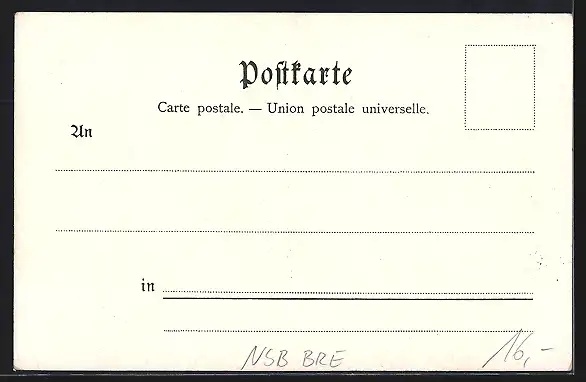 Postkarte
Carte postale. — Union postale universelle.
An
in
NSB BRE
16,-